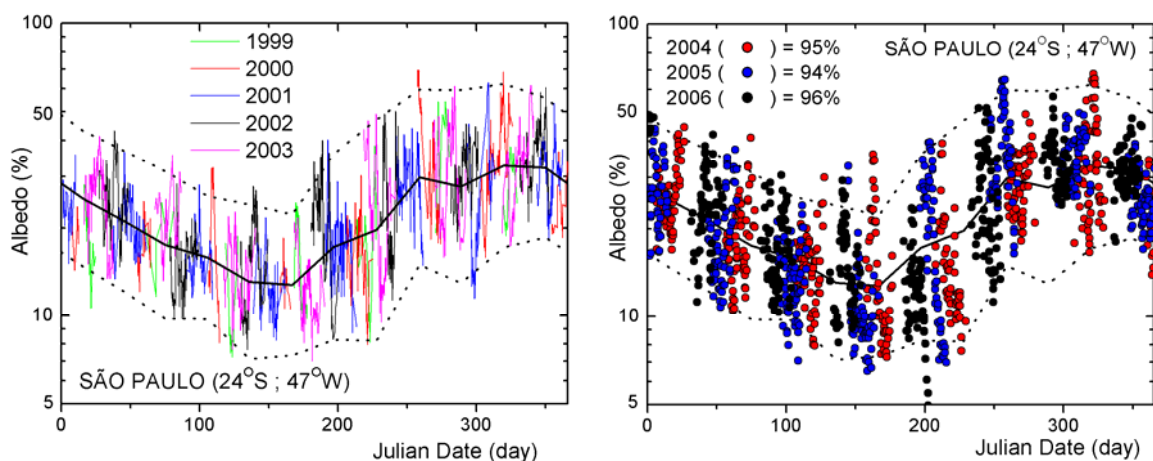 Albedo (%)
100
50
10
5
1999
2000
2001
2002
2003
SÃO PAULO (24°S ; 47°W)
0
100
200
300
Julian Date (day)
Albedo (%)
100
50
10
5
2004 ( ) = 95%
2005 ( ) = 94%
2006 ( ) = 96%
SÃO PAULO (24°S ; 47°W)
0
100
200
300
Julian Date (day)